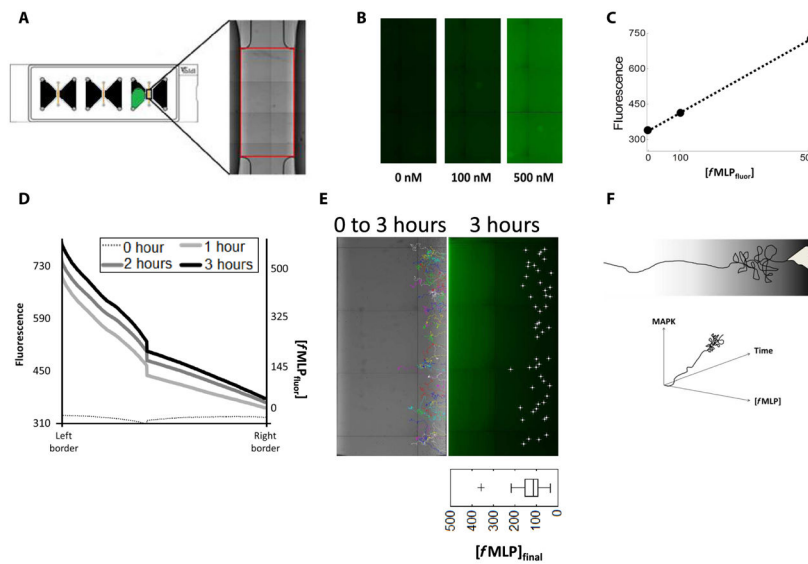 A
B
0 nM
100 nM
500 nM
C
Fluorescence
750
600
450
300
0
100
50
[fMLPfluor]
D
0 hour
1 hour
2 hours
3 hours
Fluorescence
730
590
450
310
500
325
145
0
[fMLPfluor]
Left
border
Right
border
E
0 to 3 hours
3 hours
500
400
300
200
100
0
[fMLP]final
F
MAPK
Time
[fMLP]